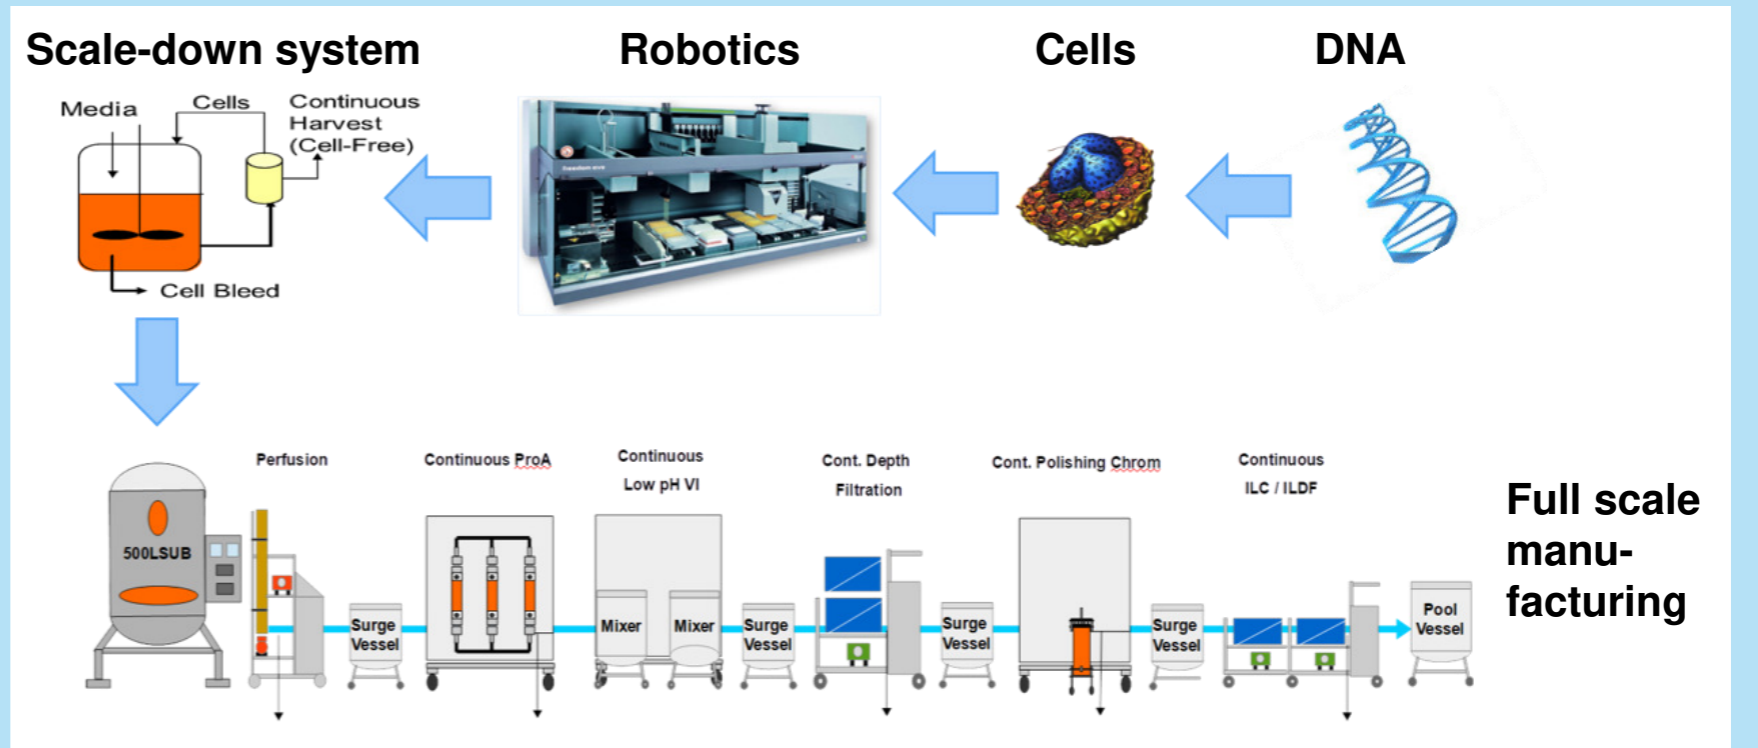 Scale-down system
Robotics
Cells
DNA
Media
Cells
Continuous
Harvest
(Cell-Free)
Cell Bleed
Perfusion
Continuous ProA
Continuous
Low pH VI
Cont. Depth
Filtration
Cont. Polishing Chrom
Continuous
ILC / ILDF
500LSUB
Surge
Vessel
Mixer
Mixer
Surge
Vessel
Surge
Vessel
Surge
Vessel
Pool
Vessel
Full scale
manu-
facturing